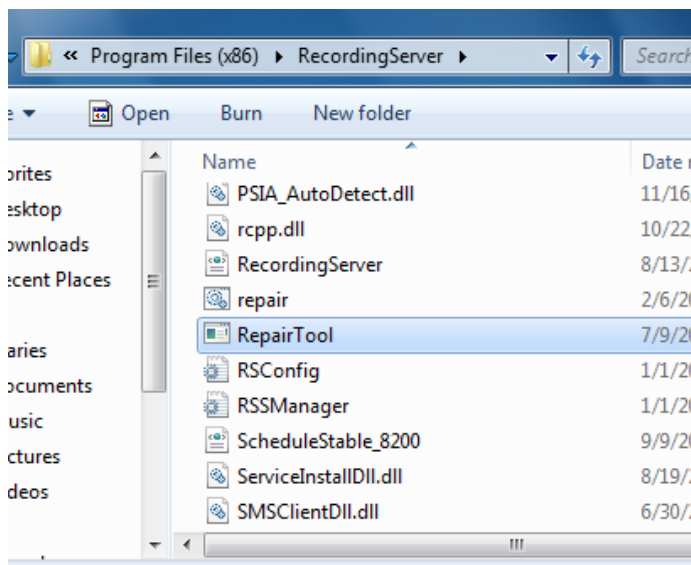 « Program Files (x86) RecordingServer Search
Open Burn New folder
Name Date
PSIA_AutoDetect.dll 11/16
rcpp.dll 10/22
RecordingServer 8/13/
repair 2/6/20
RepairTool 7/9/20
RSConfig 1/1/20
RSSManager 1/1/20
ScheduleStable_8200 9/9/20
ServiceInstallDll.dll 8/19/
SMSClientDll.dll 6/30/
orites
esktop
ownloads
ecent Places
aries
ocuments
usic
ctures
deos